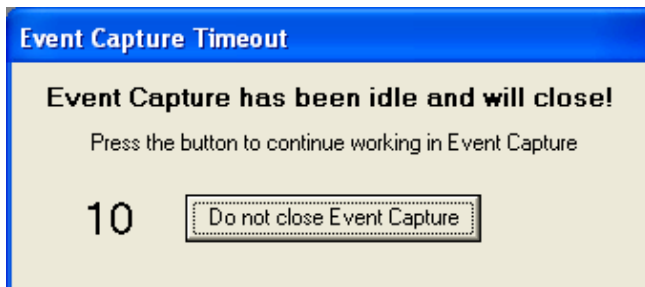 Event Capture Timeout
Event Capture has been idle and will close!
Press the button to continue working in Event Capture
10 Do not close Event Capture